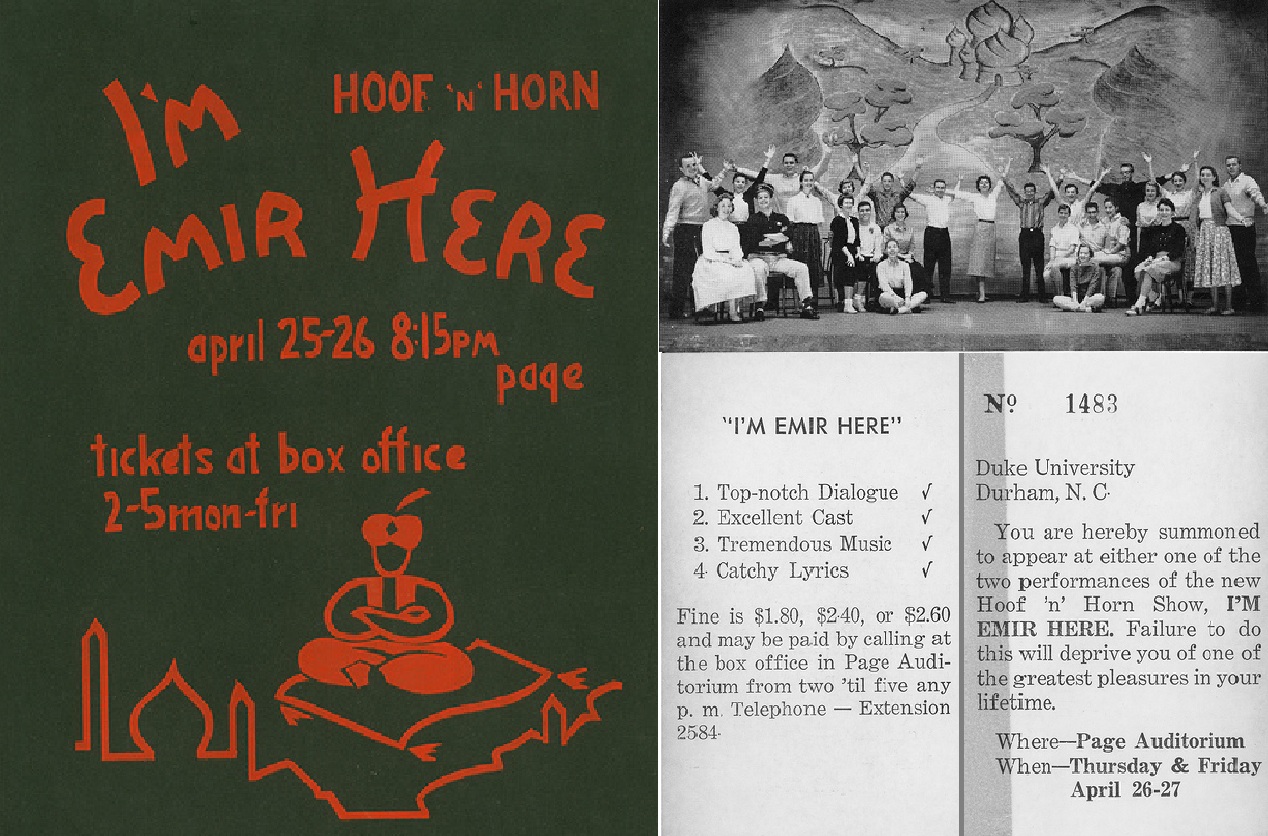 HOOF 'N' HORN
I'M
EMIR HERE
april 25-26 8:15PM
page
tickets at box office
2-5 mon-fri
"I'M EMIR HERE"
1. Top-notch Dialogue √
2. Excellent Cast √
3. Tremendous Music √
4. Catchy Lyrics √
Fine is $1.80, $2.40, or $2.60
and may be paid by calling at
the box office in Page Audi-
torium from two 'til five any
p. m. Telephone — Extension
2584.
Nº 1483
Duke University
Durham, N. C.
You are hereby summoned
to appear at either one of the
two performances of the new
Hoof 'n' Horn Show, I'M
EMIR HERE. Failure to do
this will deprive you of one of
the greatest pleasures in your
lifetime.
Where—Page Auditorium
When—Thursday & Friday
April 26-27